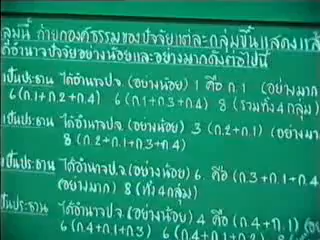 ลุ่มนี้ ถ้ายกองค์ธรรมของปัจจัยแต่ละกลุ่มขึ้นแสดงแล้
คือำนาจปัจจัยอย่างน้อยและอย่างมากดังต่อไปนี้
เป็นประธาน ได้อำนาจป.จ.(อย่างน้อย) 1 คือ ก.1 (อย่างมาก
6 (ก.1+ก.2+ก.4) 6 (ก.1+ก.3+ก.4) 8 (รวมทั้ง 4 กลุ่ม)
เป็นประธาน ได้อำนาจป.จ.(อย่างน้อย) 3 (ก.2+ก.1) (อย่างมา
8 (ก.2+ก.1+ก.3+ก.4)
เป็นประธาน ได้อำนาจป.จ.(อย่างน้อย) 6. คือ (ก.3+ก.1+ก.4
(อย่างมาก) 8 (ทั้ง 4 กลุ่ม)
เป็นประธาน ได้อำนาจป.จ.(อย่างน้อย) 4 คือ (ก.4+ก.1) (อ
6 (ก.4+ก.1+ก.3) 6 (ก.4+ก.1+ก.2) 8